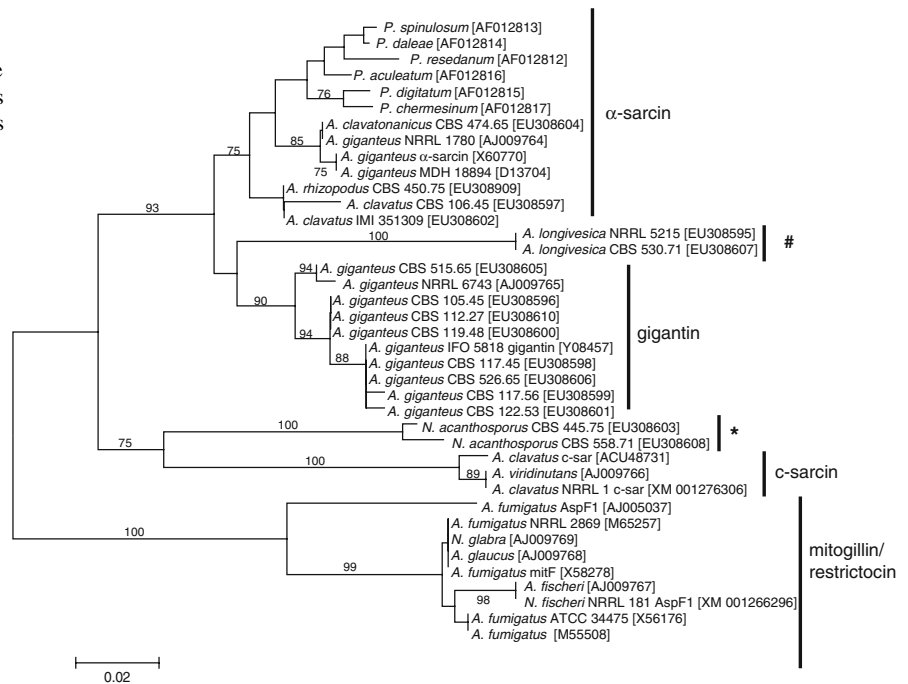 P. spinulosum [AF012813]
P. daleae [AF012814]
P. resedanum [AF012812]
P. aculeatum [AF012816]
76
P. digitatum [AF012815]
P. chermesinum [AF012817]
α-sarcin
A. clavatonanicus CBS 474.65 [EU308604]
85
A. giganteus NRRL 1780 [AJ009764]
75
A. giganteus α-sarcin [X60770]
75
A. giganteus MDH 18894 [D13704]
A. rhizopodus CBS 450.75 [EU308909]
A. clavatus CBS 106.45 [EU308597]
93
A. clavatus IMI 351309 [EU308602]
100
A. longivesica NRRL 5215 [EU308595]
#
A. longivesica CBS 530.71 [EU308607]
94
A. giganteus CBS 515.65 [EU308605]
A. giganteus NRRL 6743 [AJ009765]
90
A. giganteus CBS 105.45 [EU308596]
A. giganteus CBS 112.27 [EU308610]
94
A. giganteus CBS 119.48 [EU308600]
gigantin
A. giganteus IFO 5818 gigantin [Y08457]
88
A. giganteus CBS 117.45 [EU308598]
A. giganteus CBS 526.65 [EU308606]
A. giganteus CBS 117.56 [EU308599]
A. giganteus CBS 122.53 [EU308601]
100
N. acanthosporus CBS 445.75 [EU308603]
*
75
N. acanthosporus CBS 558.71 [EU308608]
100
A. clavatus c-sar [ACU48731]
89
A. viridinutans [AJ009766]
c-sarcin
A. clavatus NRRL 1 c-sar [XM 001276306]
A. fumigatus AspF1 [AJ005037]
100
A. fumigatus NRRL 2869 [M65257]
N. glabra [AJ009769]
A. glaucus [AJ009768]
mitogillin/
restrictocin
99
A. fumigatus mitF [X58278]
A. fischeri [AJ009767]
98
N. fischeri NRRL 181 AspF1 [XM 001266296]
A. fumigatus ATCC 34475 [X56176]
A. fumigatus [M55508]
0.02
e
s
s